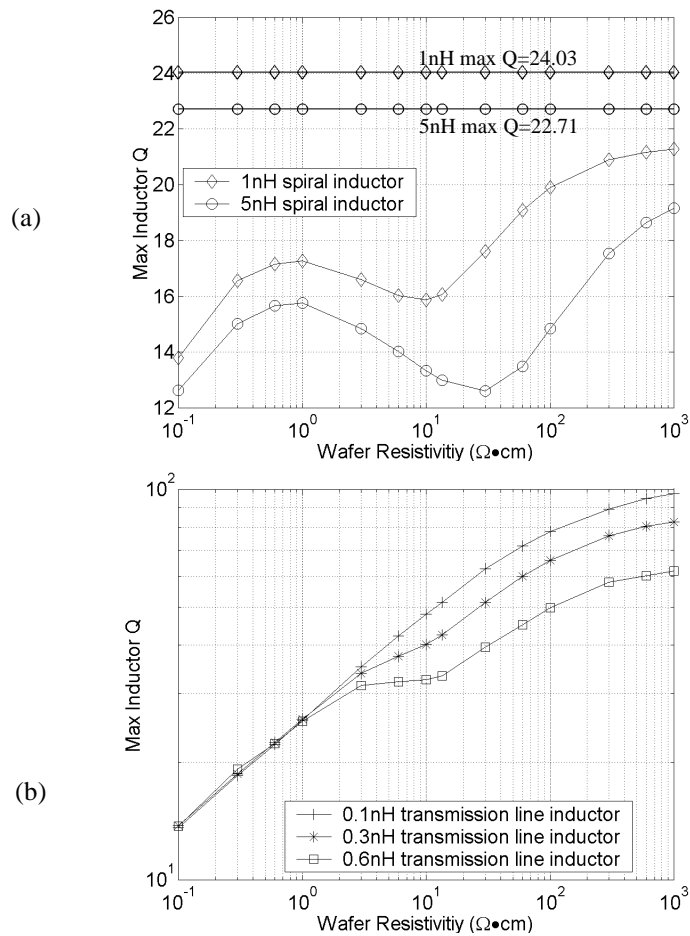 (a)
Max Inductor Q
26
24
22
20
18
16
14
12
1nH max Q=24.03
5nH max Q=22.71
1nH spiral inductor
5nH spiral inductor
10^-1
10^0
10^1
10^2
10^3
Wafer Resistivitiy (Ω•cm)
(b)
Max Inductor Q
10^2
10^1
0.1nH transmission line inductor
0.3nH transmission line inductor
0.6nH transmission line inductor
10^-1
10^0
10^1
10^2
10^3
Wafer Resistivitiy (Ω•cm)